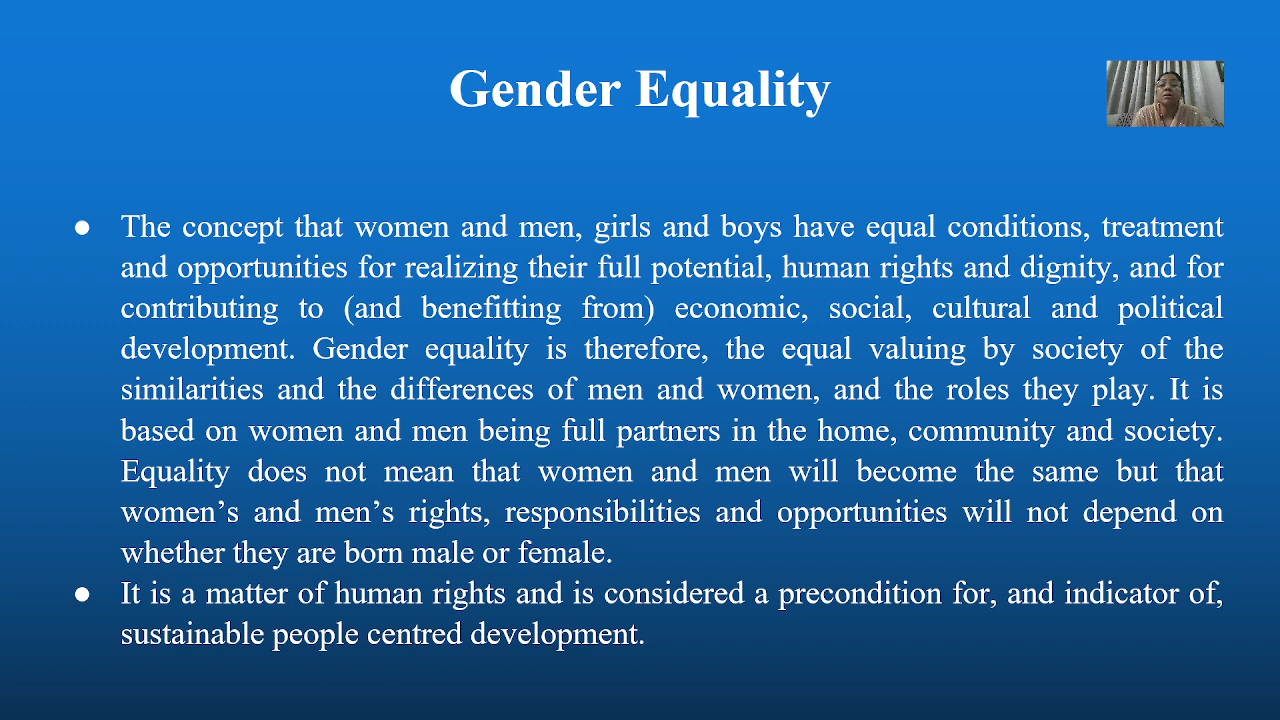 Gender Equality
● The concept that women and men, girls and boys have equal conditions, treatment
and opportunities for realizing their full potential, human rights and dignity, and for
contributing to (and benefitting from) economic, social, cultural and political
development. Gender equality is therefore, the equal valuing by society of the
similarities and the differences of men and women, and the roles they play. It is
based on women and men being full partners in the home, community and society.
Equality does not mean that women and men will become the same but that
women’s and men’s rights, responsibilities and opportunities will not depend on
whether they are born male or female.
● It is a matter of human rights and is considered a precondition for, and indicator of,
sustainable people centred development.